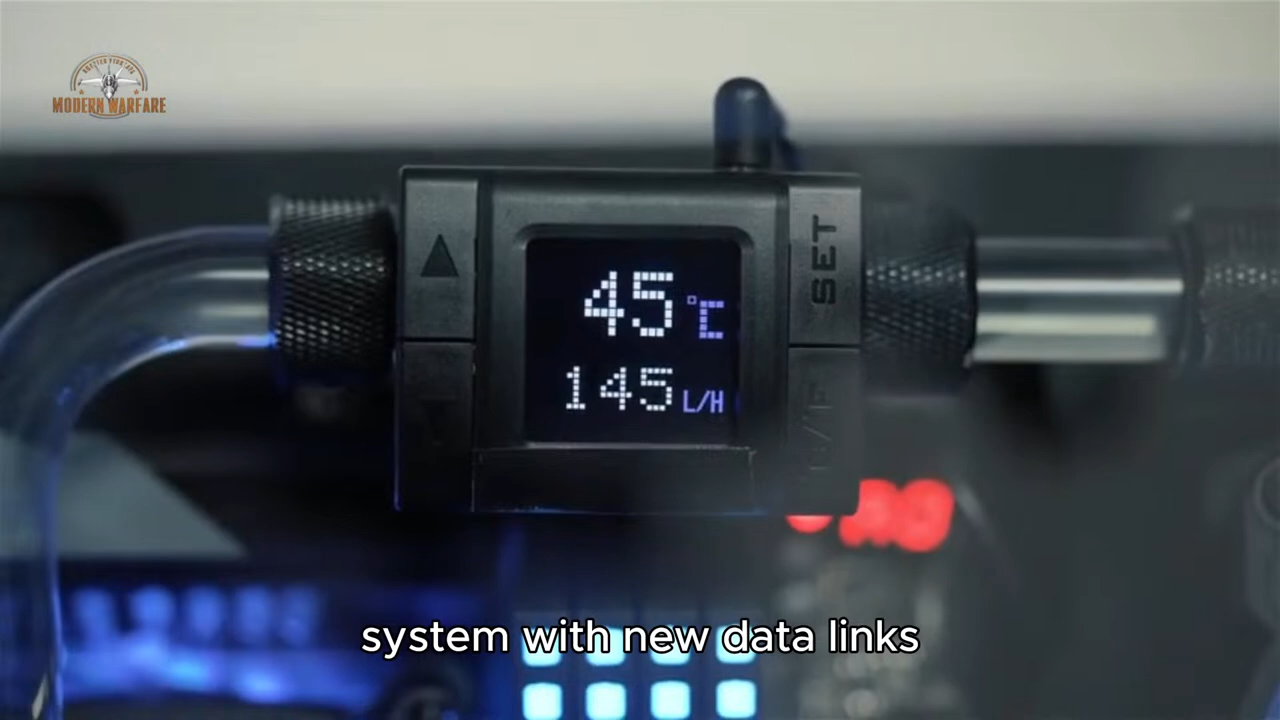 MODERN WARFARE
45 °C
145 L/H
SET
C/F
system with new data links